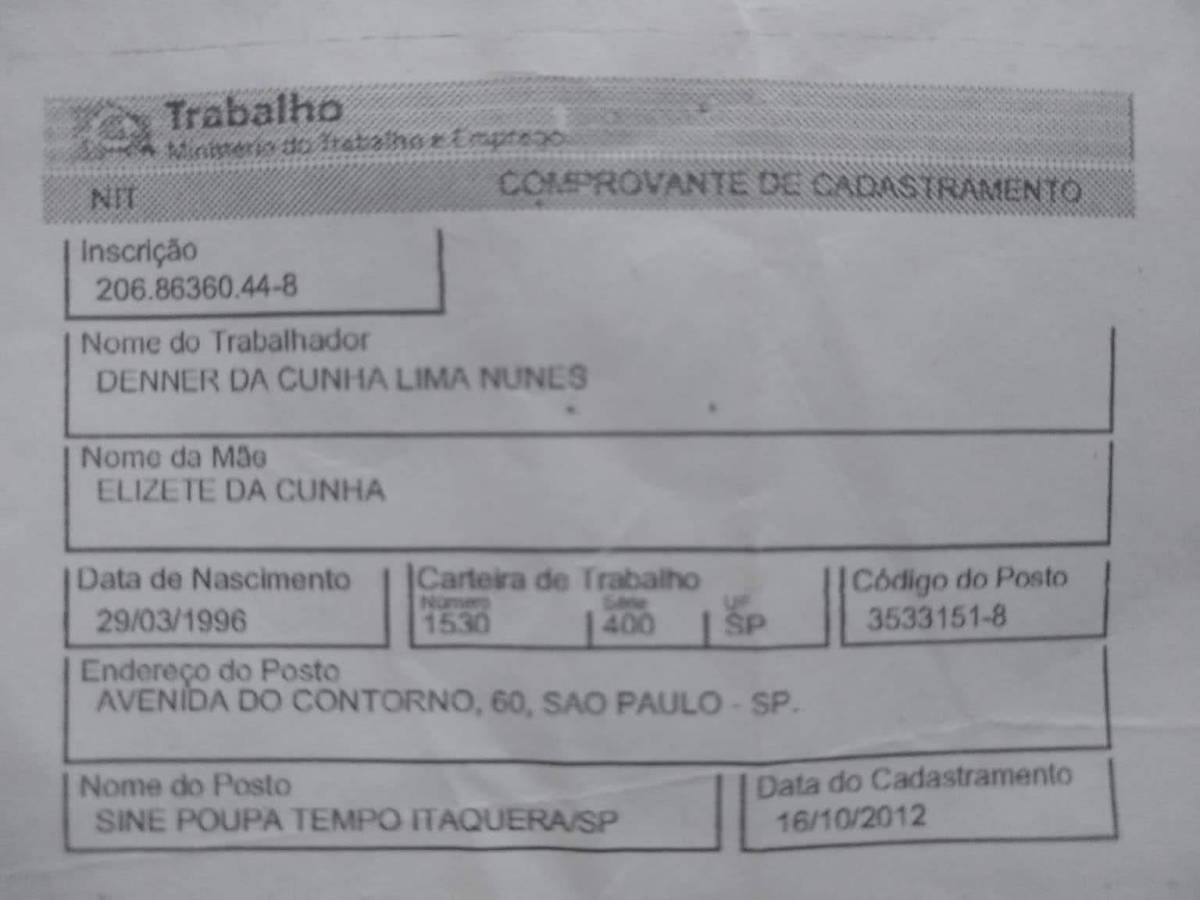 Trabalho
Ministério do Trabalho e Emprego
NIT COMPROVANTE DE CADASTRAMENTO
Inscrição
206.86360.44-8
Nome do Trabalhador
DENNER DA CUNHA LIMA NUNES
Nome da Mãe
ELIZETE DA CUNHA
Data de Nascimento Carteira de Trabalho Código do Posto
Número Série UF
29/03/1996 1530 400 SP 3533151-8
Endereço do Posto
AVENIDA DO CONTORNO, 60, SAO PAULO - SP.
Nome do Posto Data do Cadastramento
SINE POUPA TEMPO ITAQUERA/SP 16/10/2012